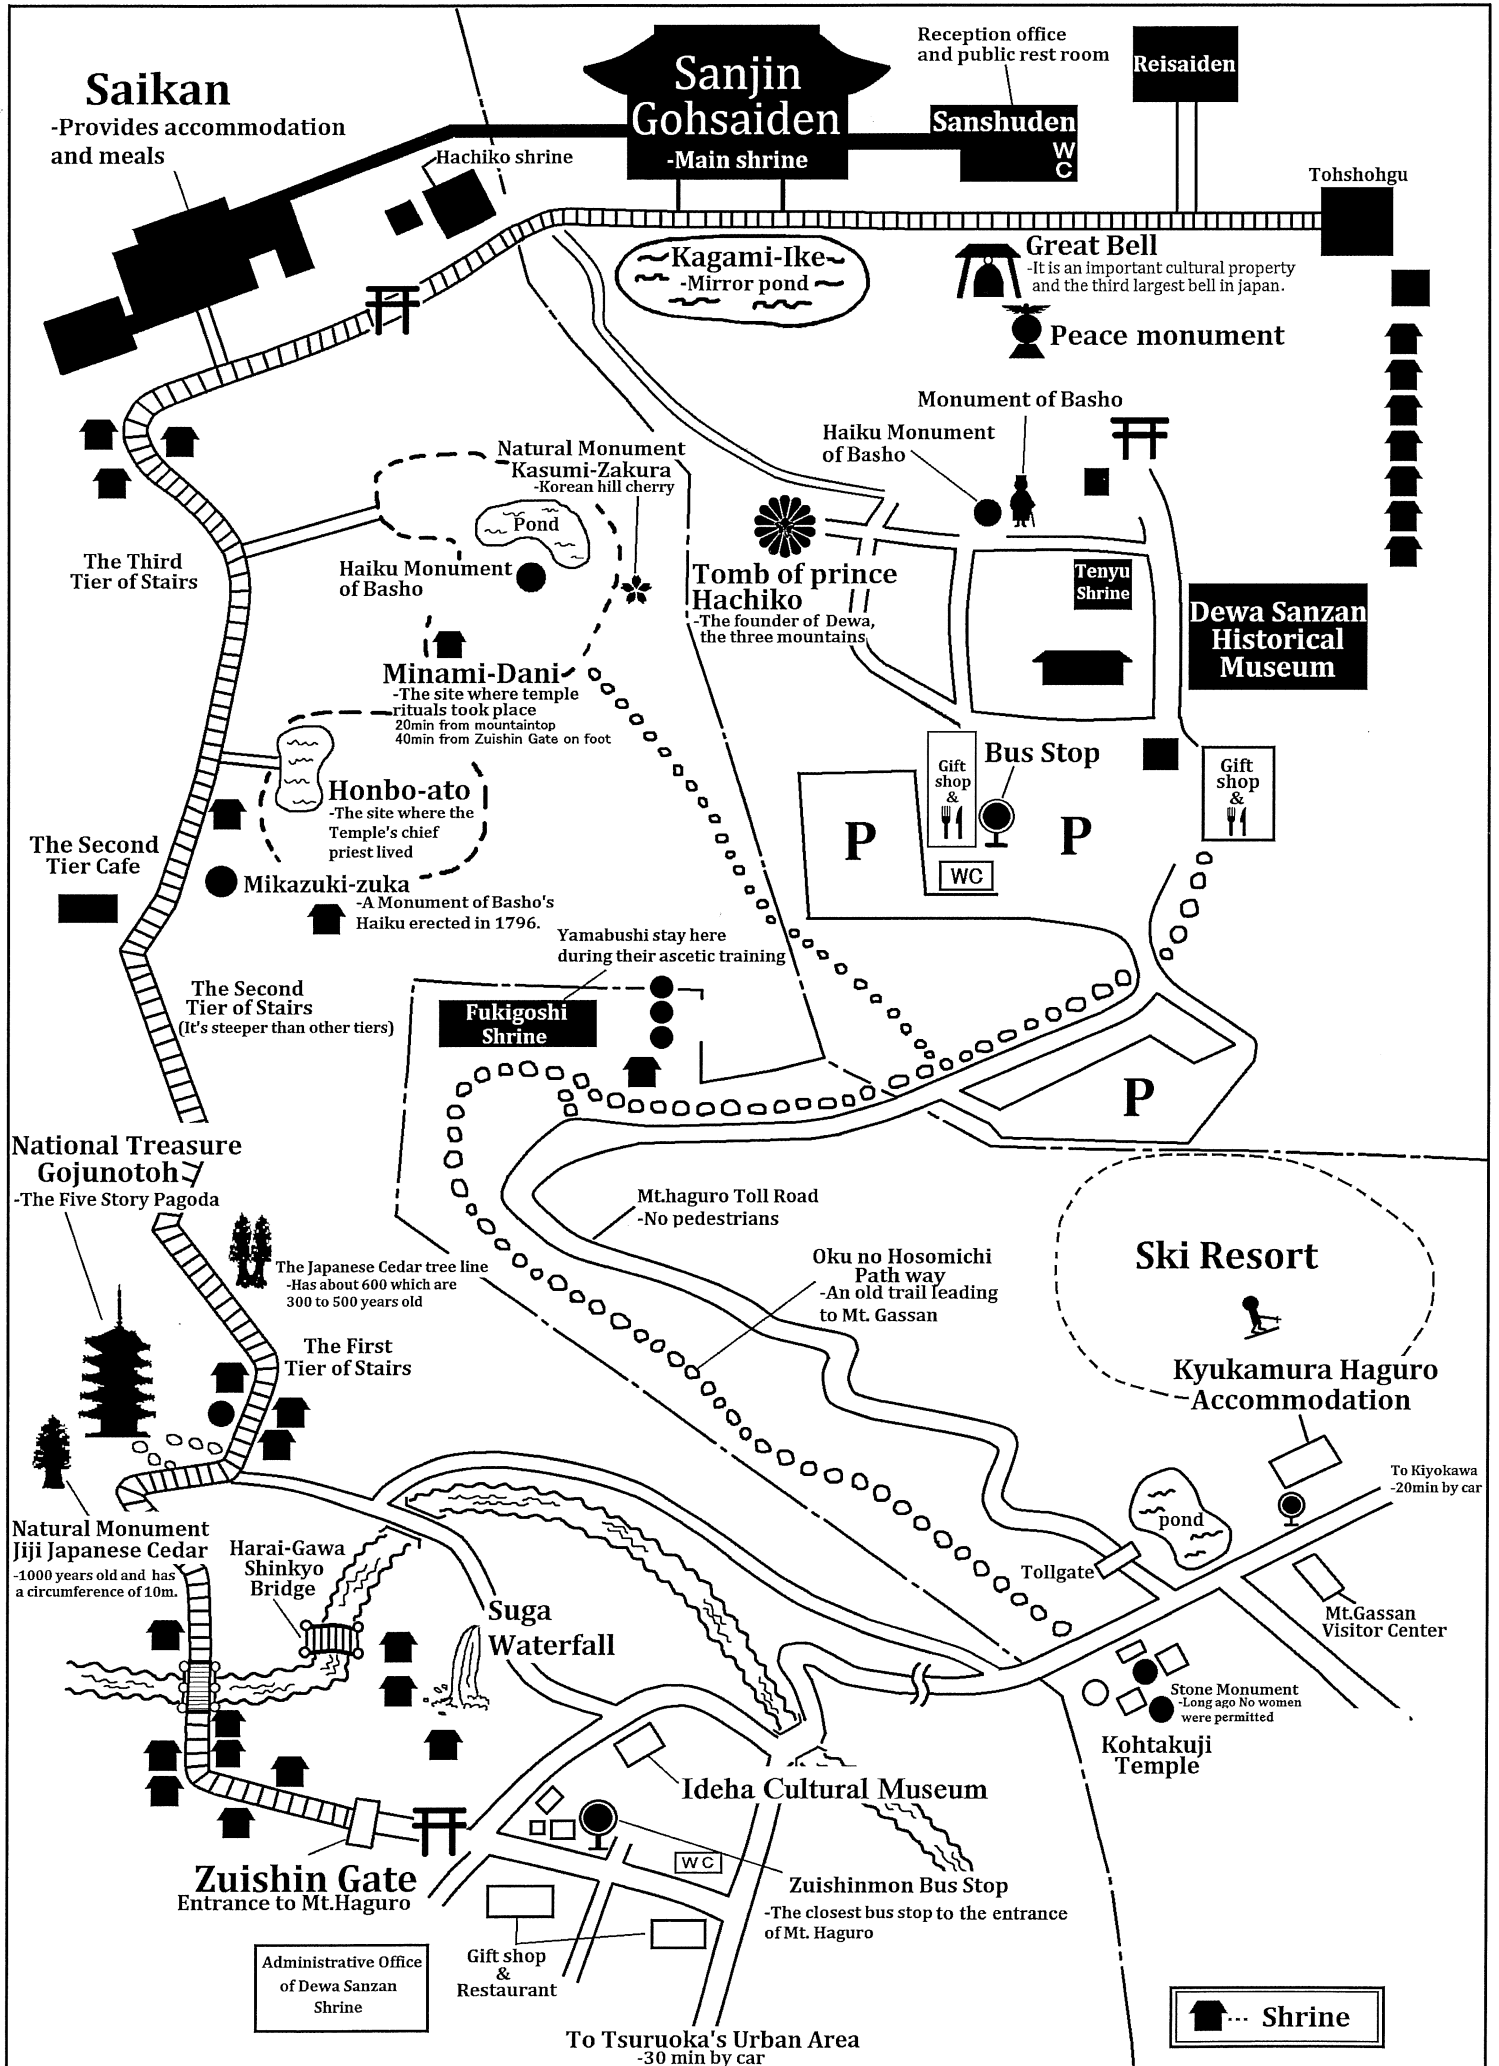 Saikan
-Provides accommodation
and meals
Hachiko shrine
Sanjin
Gohsaiden
-Main shrine
Reception office
and public rest room
Sanshuden
W
C
Reisaiden
Tohshohgu
Kagami-Ike
-Mirror pond
Great Bell
-It is an important cultural property
and the third largest bell in japan.
Peace monument
Monument of Basho
Haiku Monument
of Basho
Natural Monument
Kasumi-Zakura
-Korean hill cherry
Pond
Haiku Monument
of Basho
The Third
Tier of Stairs
Tomb of prince
Hachiko
-The founder of Dewa,
the three mountains
Tenyu
Shrine
Dewa Sanzan
Historical
Museum
Minami-Dani
-The site where temple
rituals took place
20min from mountaintop
40min from Zuishin Gate on foot
Honbo-ato
-The site where the
Temple's chief
priest lived
Gift
shop
&
Bus Stop
Gift
shop
&
P
P
WC
The Second
Tier Cafe
Mikazuki-zuka
-A Monument of Basho's
Haiku erected in 1796.
Yamabushi stay here
during their ascetic training
Fukigoshi
Shrine
The Second
Tier of Stairs
(It's steeper than other tiers)
P
National Treasure
Gojunotoh
-The Five Story Pagoda
Mt.haguro Toll Road
-No pedestrians
Oku no Hosomichi
Path way
-An old trail leading
to Mt. Gassan
Ski Resort
The Japanese Cedar tree line
-Has about 600 which are
300 to 500 years old
The First
Tier of Stairs
Kyukamura Haguro
Accommodation
To Kiyokawa
-20min by car
pond
Tollgate
Natural Monument
Jiji Japanese Cedar
-1000 years old and has
a circumference of 10m.
Harai-Gawa
Shinkyo
Bridge
Suga
Waterfall
Mt.Gassan
Visitor Center
Stone Monument
-Long ago No women
were permitted
Kohtakuji
Temple
Ideha Cultural Museum
Zuishin Gate
Entrance to Mt.Haguro
WC
Zuishinmon Bus Stop
-The closest bus stop to the entrance
of Mt. Haguro
Gift shop
&
Restaurant
Administrative Office
of Dewa Sanzan
Shrine
To Tsuruoka's Urban Area
-30 min by car
--- Shrine